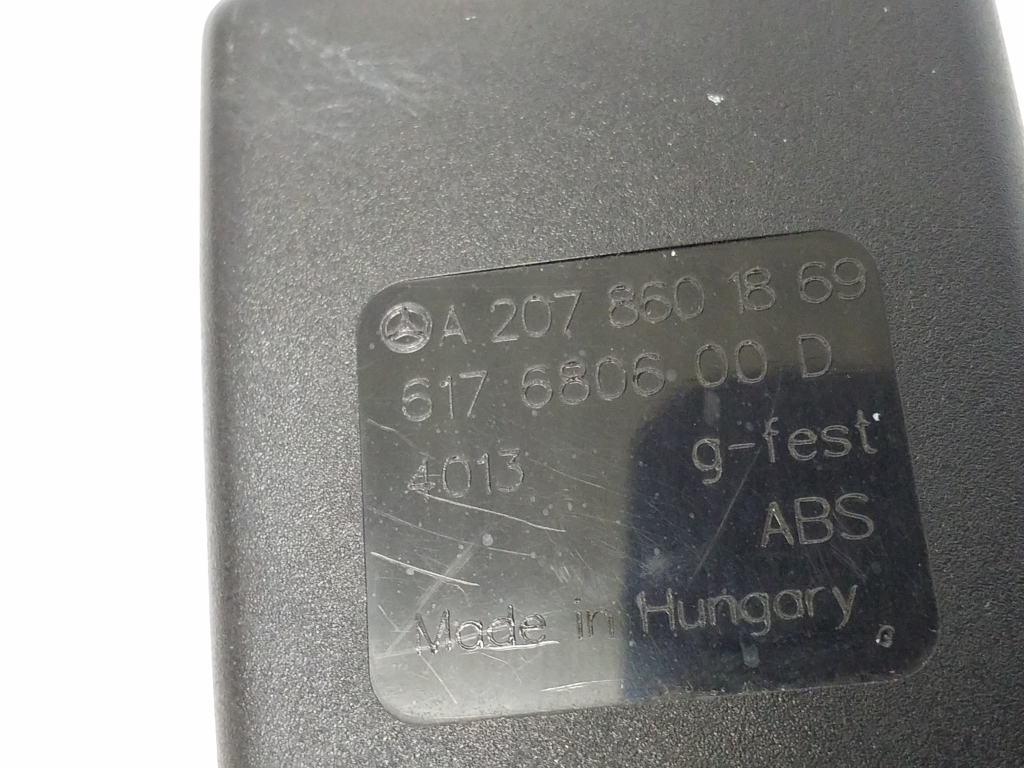 A 207 860 18 69
617 6806 00 D
4013 g-fest
ABS
Made in Hungary